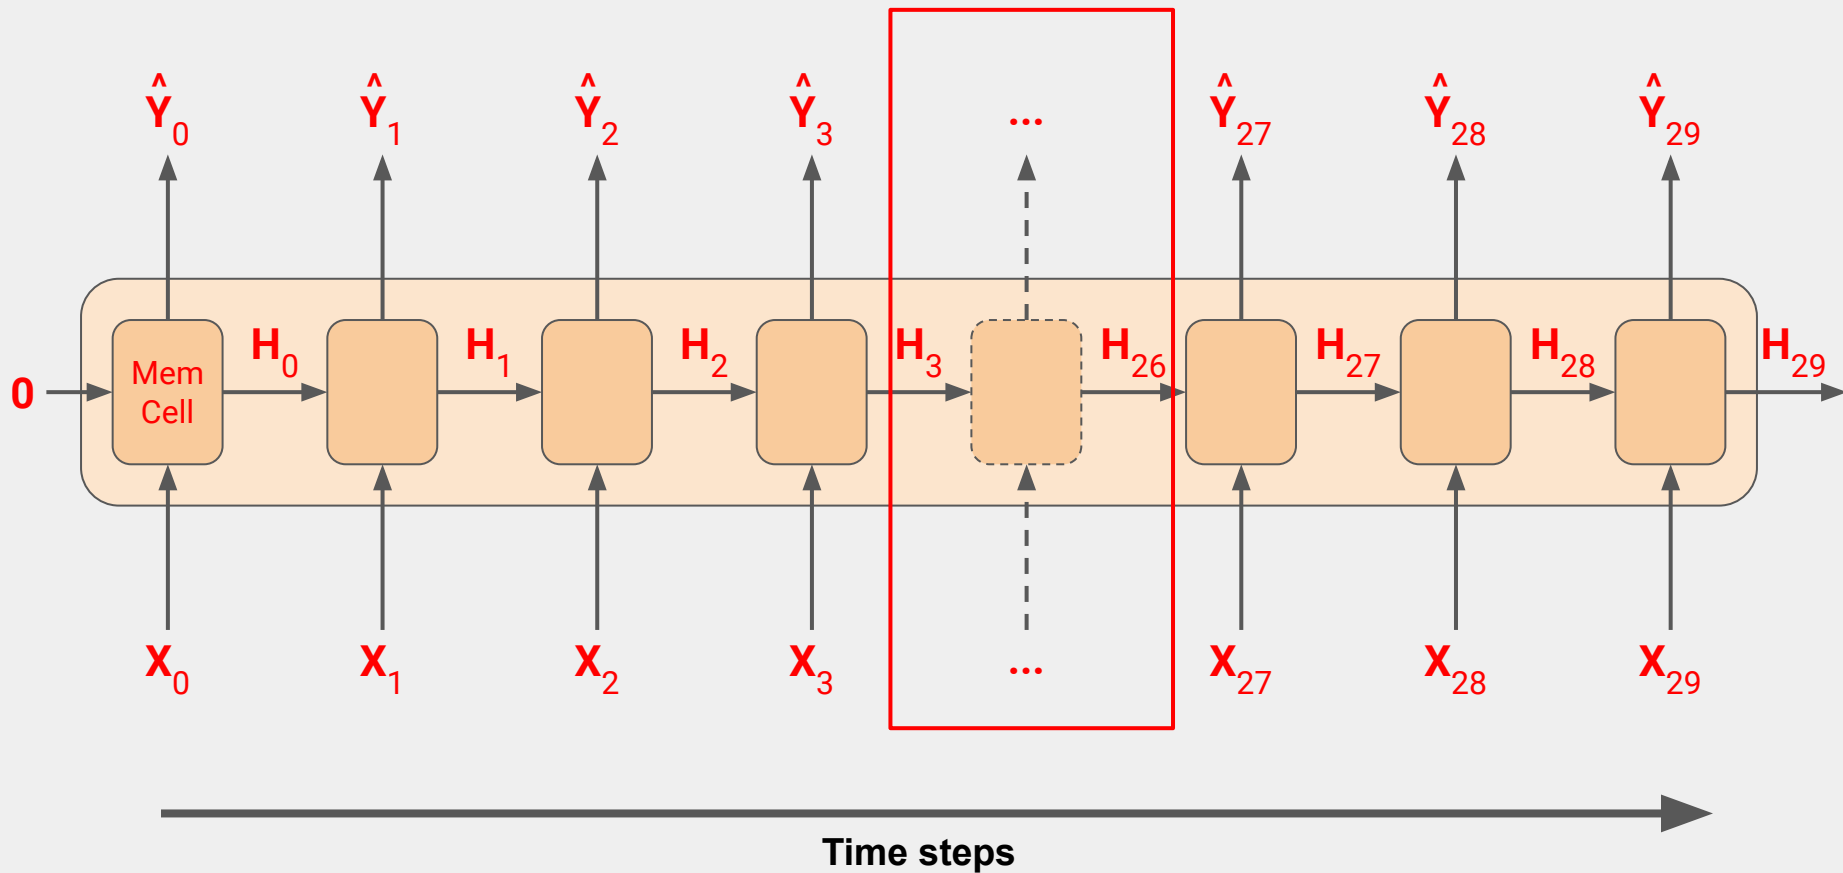 Ŷ0 Ŷ1 Ŷ2 Ŷ3 ... Ŷ27 Ŷ28 Ŷ29
H0 H1 H2 H3 H26 H27 H28 H29
0 Mem
Cell
X0 X1 X2 X3 ... X27 X28 X29
Time steps